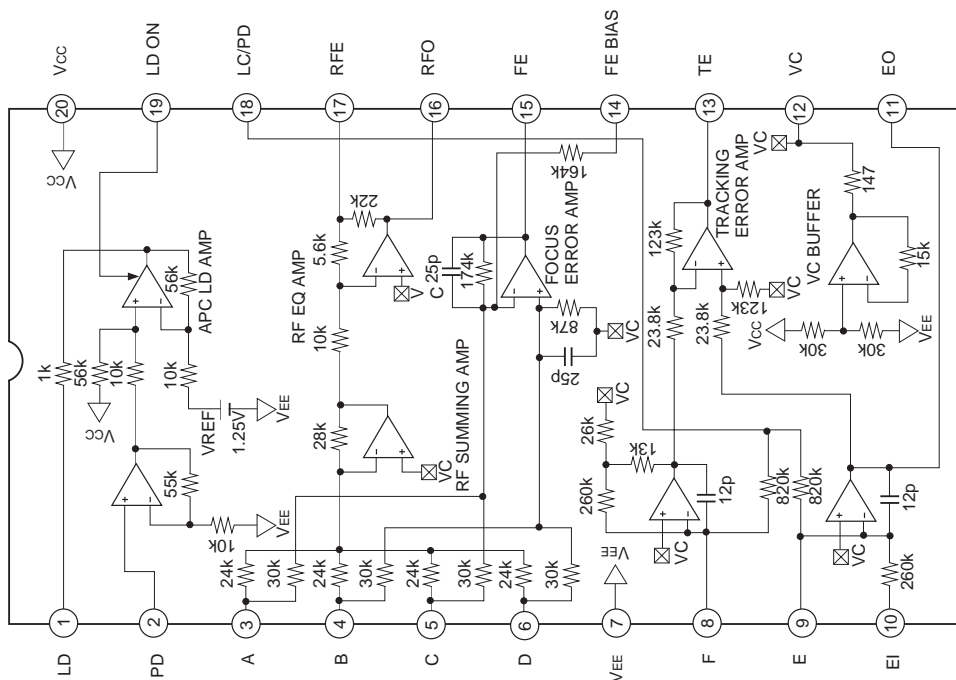 Vcc
LD ON
LC/PD
RFE
RFO
FE
FE BIAS
TE
VC
EO
20
19
18
17
16
15
14
13
12
11
Vcc
1k
56k
10k
56k
10k
APC LD AMP
Vcc
VREF
1.25V
VEE
55k
10k
VEE
22k
5.6k
RF EQ AMP
10k
V
28k
RF SUMMING AMP
VC
C 25p
174k
164k
FOCUS
ERROR AMP
87k
25p
VC
123k
TRACKING
ERROR AMP
23.8k
23.8k
123k
VC
VC
147
VC BUFFER
15k
Vcc
30k
30k
VEE
VC
26k
13k
260k
12p
VC
820k
820k
12p
VC
260k
24k
30k
24k
30k
24k
30k
24k
30k
VEE
1
2
3
4
5
6
7
8
9
10
LD
PD
A
B
C
D
VEE
F
E
EI